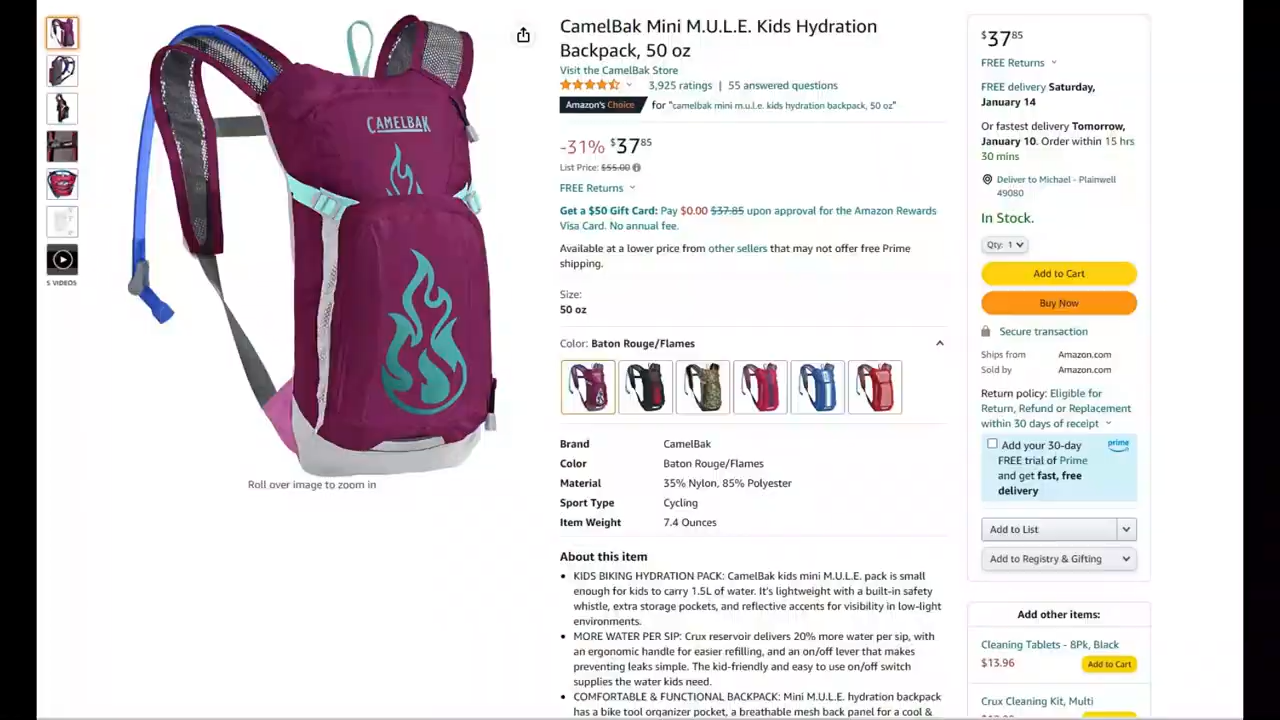 CAMELBAK
5 VIDEOS
Roll over image to zoom in
CamelBak Mini M.U.L.E. Kids Hydration
Backpack, 50 oz
Visit the CamelBak Store
3,925 ratings | 55 answered questions
Amazon's Choice for "camelbak mini m.u.l.e. kids hydration backpack, 50 oz"
-31% $37 85
List Price: $55.00
FREE Returns
Get a $50 Gift Card: Pay $0.00 $37.85 upon approval for the Amazon Rewards
Visa Card. No annual fee.
Available at a lower price from other sellers that may not offer free Prime
shipping.
Size:
50 oz
Color: Baton Rouge/Flames
Brand CamelBak
Color Baton Rouge/Flames
Material 35% Nylon, 85% Polyester
Sport Type Cycling
Item Weight 7.4 Ounces
About this item
• KIDS BIKING HYDRATION PACK: CamelBak kids mini M.U.L.E. pack is small
enough for kids to carry 1.5L of water. It's lightweight with a built-in safety
whistle, extra storage pockets, and reflective accents for visibility in low-light
environments.
• MORE WATER PER SIP: Crux reservoir delivers 20% more water per sip, with
an ergonomic handle for easier refilling, and an on/off lever that makes
preventing leaks simple. The kid-friendly and easy to use on/off switch
supplies the water kids need.
• COMFORTABLE & FUNCTIONAL BACKPACK: Mini M.U.L.E. hydration backpack
has a bike tool organizer pocket, a breathable mesh back panel for a cool &
$37 85
FREE Returns
FREE delivery Saturday,
January 14
Or fastest delivery Tomorrow,
January 10. Order within 15 hrs
30 mins
Deliver to Michael - Plainwell
49080
In Stock.
Qty: 1
Add to Cart
Buy Now
Secure transaction
Ships from Amazon.com
Sold by Amazon.com
Return policy: Eligible for
Return, Refund or Replacement
within 30 days of receipt
Add your 30-day prime
FREE trial of Prime
and get fast, free
delivery
Add to List
Add to Registry & Gifting
Add other items:
Cleaning Tablets - 8Pk, Black
$13.96 Add to Cart
Crux Cleaning Kit, Multi